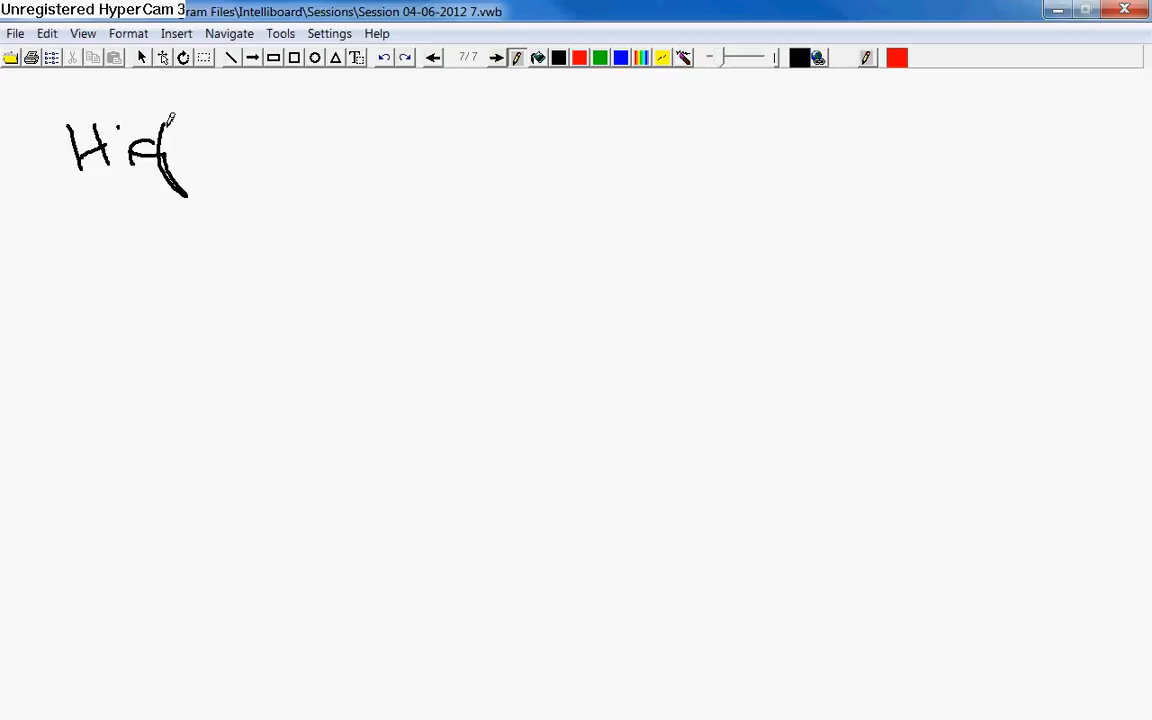 Unregistered HyperCam 3
ram Files\Intelliboard\Sessions\Session 04-06-2012 7.vwb
File Edit View Format Insert Navigate Tools Settings Help
7/7